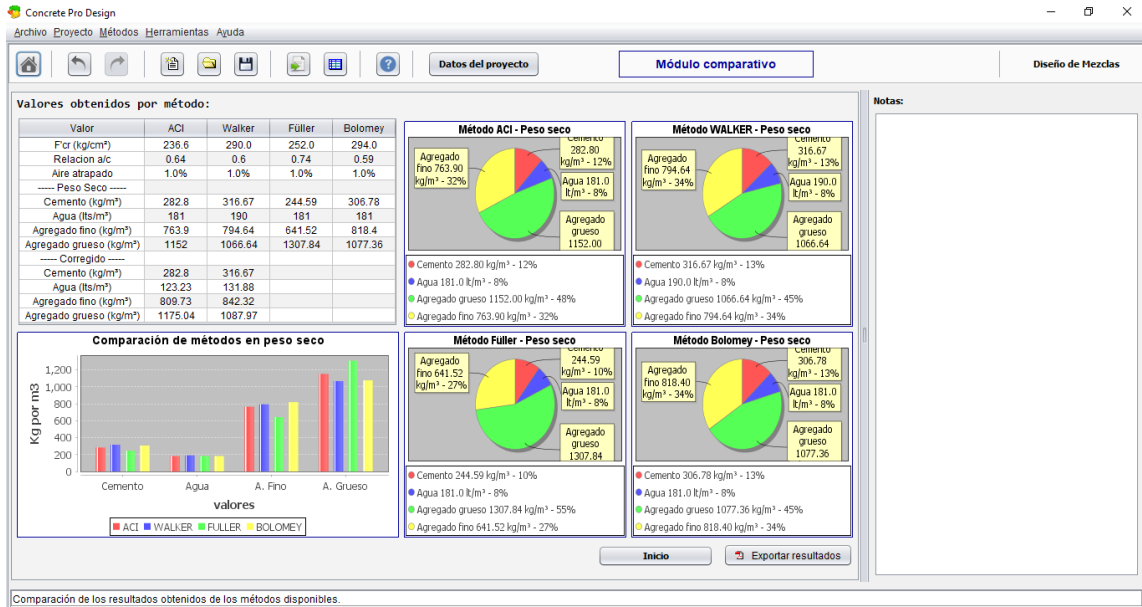 Concrete Pro Design
Archivo Proyecto Métodos Herramientas Ayuda
Datos del proyecto
Módulo comparativo
Diseño de Mezclas
Valores obtenidos por método:
Valor ACI Walker Füller Bolomey
F'cr (kg/cm²) 236.6 290.0 252.0 294.0
Relacion a/c 0.64 0.6 0.74 0.59
Aire atrapado 1.0% 1.0% 1.0% 1.0%
----- Peso Seco -----
Cemento (kg/m³) 282.8 316.67 244.59 306.78
Agua (lts/m³) 181 190 181 181
Agregado fino (kg/m³) 763.9 794.64 641.52 818.4
Agregado grueso (kg/m³) 1152 1066.64 1307.84 1077.36
----- Corregido -----
Cemento (kg/m³) 282.8 316.67
Agua (lts/m³) 123.23 131.88
Agregado fino (kg/m³) 809.73 842.32
Agregado grueso (kg/m³) 1175.04 1087.97
Método ACI - Peso seco
Cemento
282.80
kg/m³ - 12%
Agregado
fino 763.90
kg/m³ - 32%
Agua 181.0
lt/m³ - 8%
Agregado
grueso
1152.00
Cemento 282.80 kg/m³ - 12%
Agua 181.0 lt/m³ - 8%
Agregado grueso 1152.00 kg/m³ - 48%
Agregado fino 763.90 kg/m³ - 32%
Método WALKER - Peso seco
Cemento
316.67
kg/m³ - 13%
Agregado
fino 794.64
kg/m³ - 34%
Agua 190.0
lt/m³ - 8%
Agregado
grueso
1066.64
Cemento 316.67 kg/m³ - 13%
Agua 190.0 lt/m³ - 8%
Agregado grueso 1066.64 kg/m³ - 45%
Agregado fino 794.64 kg/m³ - 34%
Comparación de métodos en peso seco
Kg por m3
1,200
1,000
800
600
400
200
0
Cemento Agua A. Fino A. Grueso
valores
ACI WALKER FULLER BOLOMEY
Método Füller - Peso seco
Cemento
244.59
kg/m³ - 10%
Agregado
fino 641.52
kg/m³ - 27%
Agua 181.0
lt/m³ - 8%
Agregado
grueso
1307.84
Cemento 244.59 kg/m³ - 10%
Agua 181.0 lt/m³ - 8%
Agregado grueso 1307.84 kg/m³ - 55%
Agregado fino 641.52 kg/m³ - 27%
Método Bolomey - Peso seco
Cemento
306.78
kg/m³ - 13%
Agregado
fino 818.40
kg/m³ - 34%
Agua 181.0
lt/m³ - 8%
Agregado
grueso
1077.36
Cemento 306.78 kg/m³ - 13%
Agua 181.0 lt/m³ - 8%
Agregado grueso 1077.36 kg/m³ - 45%
Agregado fino 818.40 kg/m³ - 34%
Inicio
Exportar resultados
Notas:
Comparación de los resultados obtenidos de los métodos disponibles.